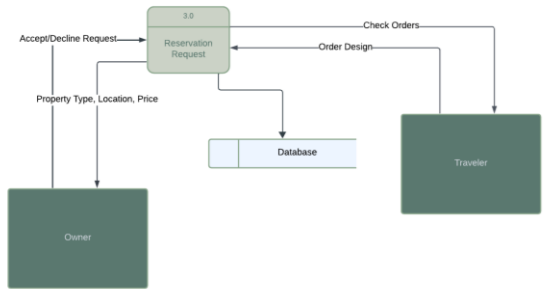 3.0
Check Orders
Accept/Decline Request
Reservation
Request
Order Design
Property Type, Location, Price
Database
Traveler
Owner